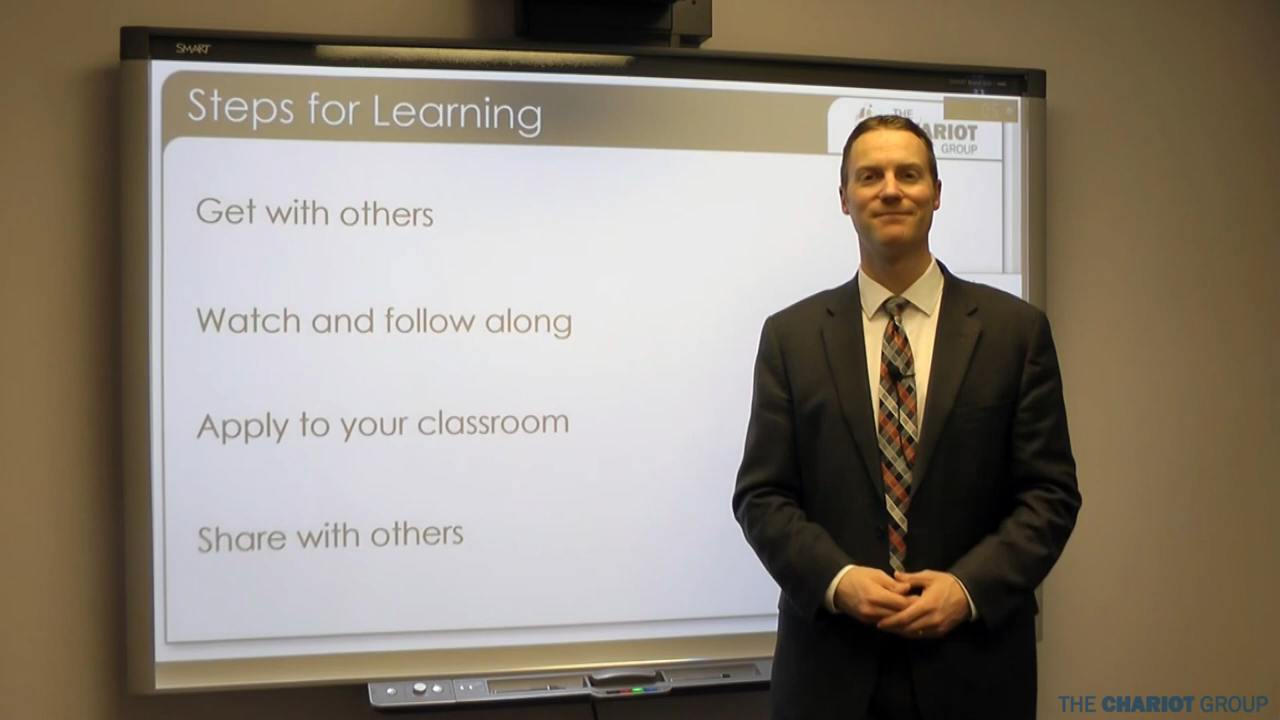 SMART
Steps for Learning
THE
ARIOT
GROUP
Get with others
Watch and follow along
Apply to your classroom
Share with others
THE CHARIOT GROUP